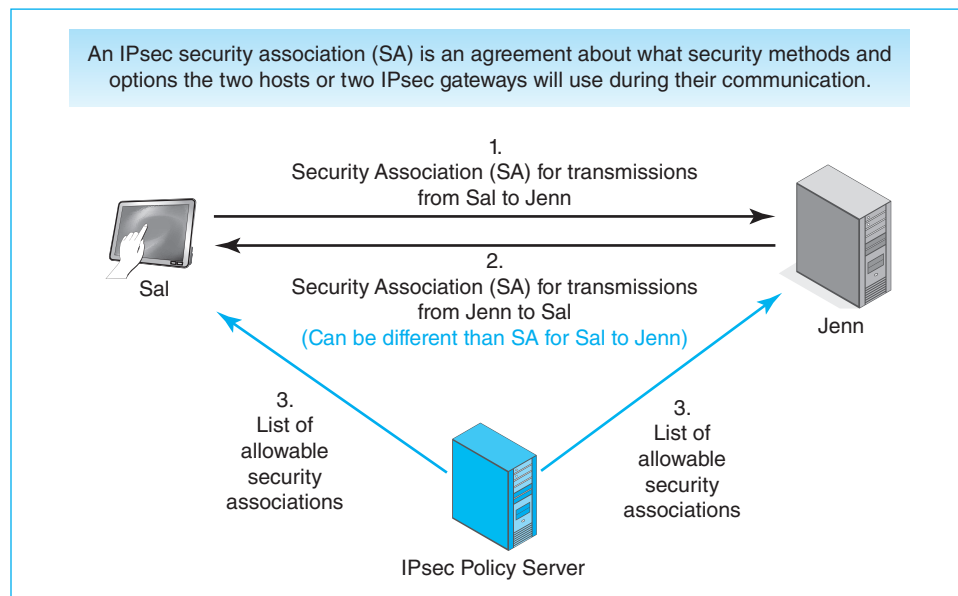 An IPsec security association (SA) is an agreement about what security methods and
options the two hosts or two IPsec gateways will use during their communication.
1.
Security Association (SA) for transmissions
from Sal to Jenn
Sal
2.
Security Association (SA) for transmissions
from Jenn to Sal
(Can be different than SA for Sal to Jenn)
Jenn
3.
List of
allowable
security
associations
3.
List of
allowable
security
associations
IPsec Policy Server